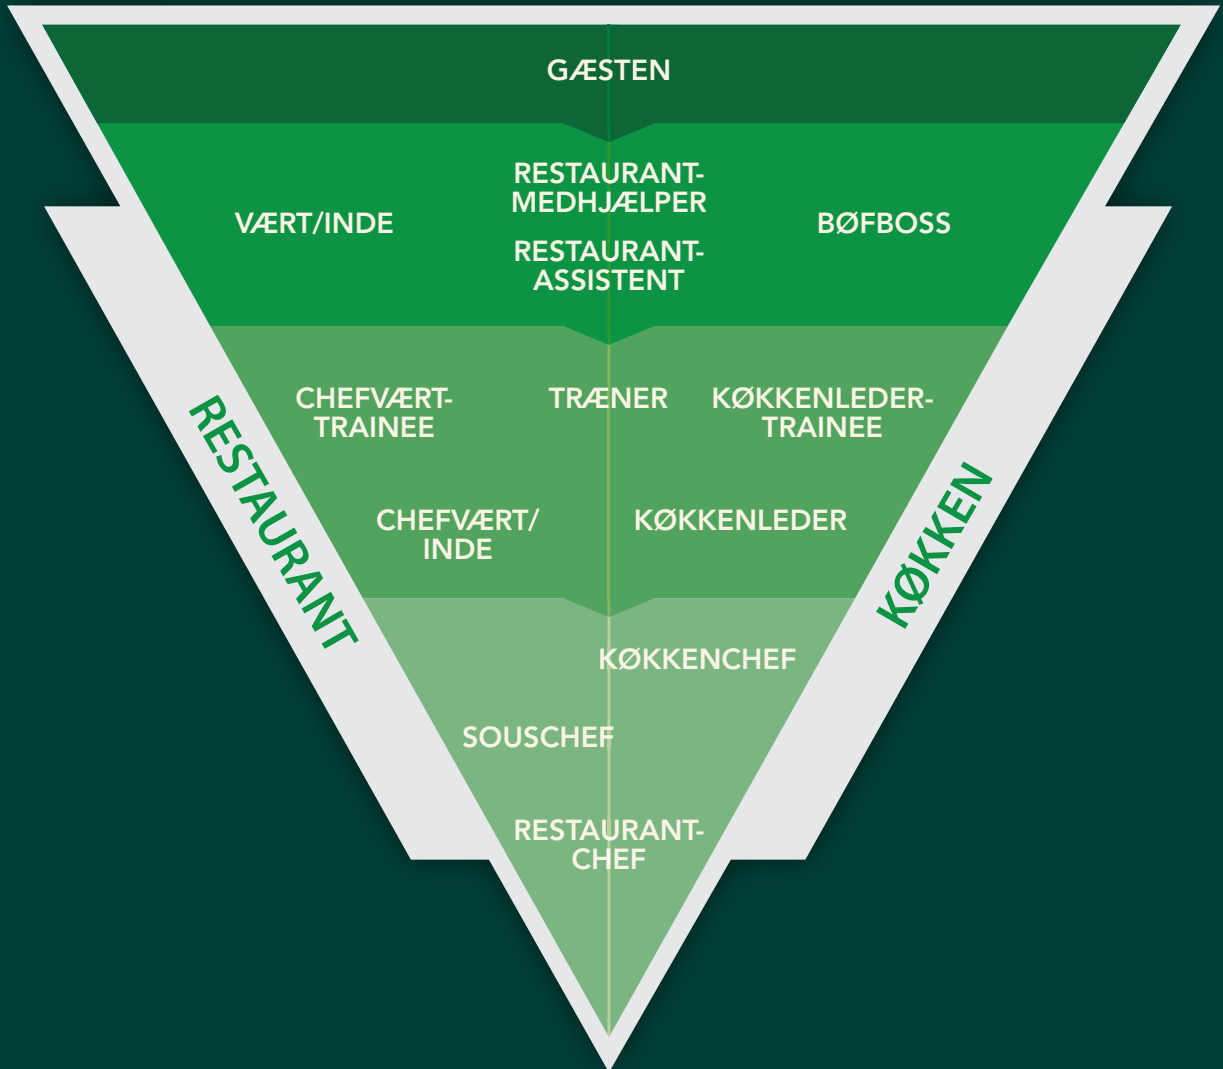 GÆSTEN
VÆRT/INDE
RESTAURANT-
MEDHJÆLPER
RESTAURANT-
ASSISTENT
BØFBOSS
CHEFVÆRT-
TRAINEE
TRÆNER
KØKKENLEDER-
TRAINEE
CHEFVÆRT/
INDE
KØKKENLEDER
KØKKENCHEF
SOUSCHEF
RESTAURANT-
CHEF
RESTAURANT
KØKKEN